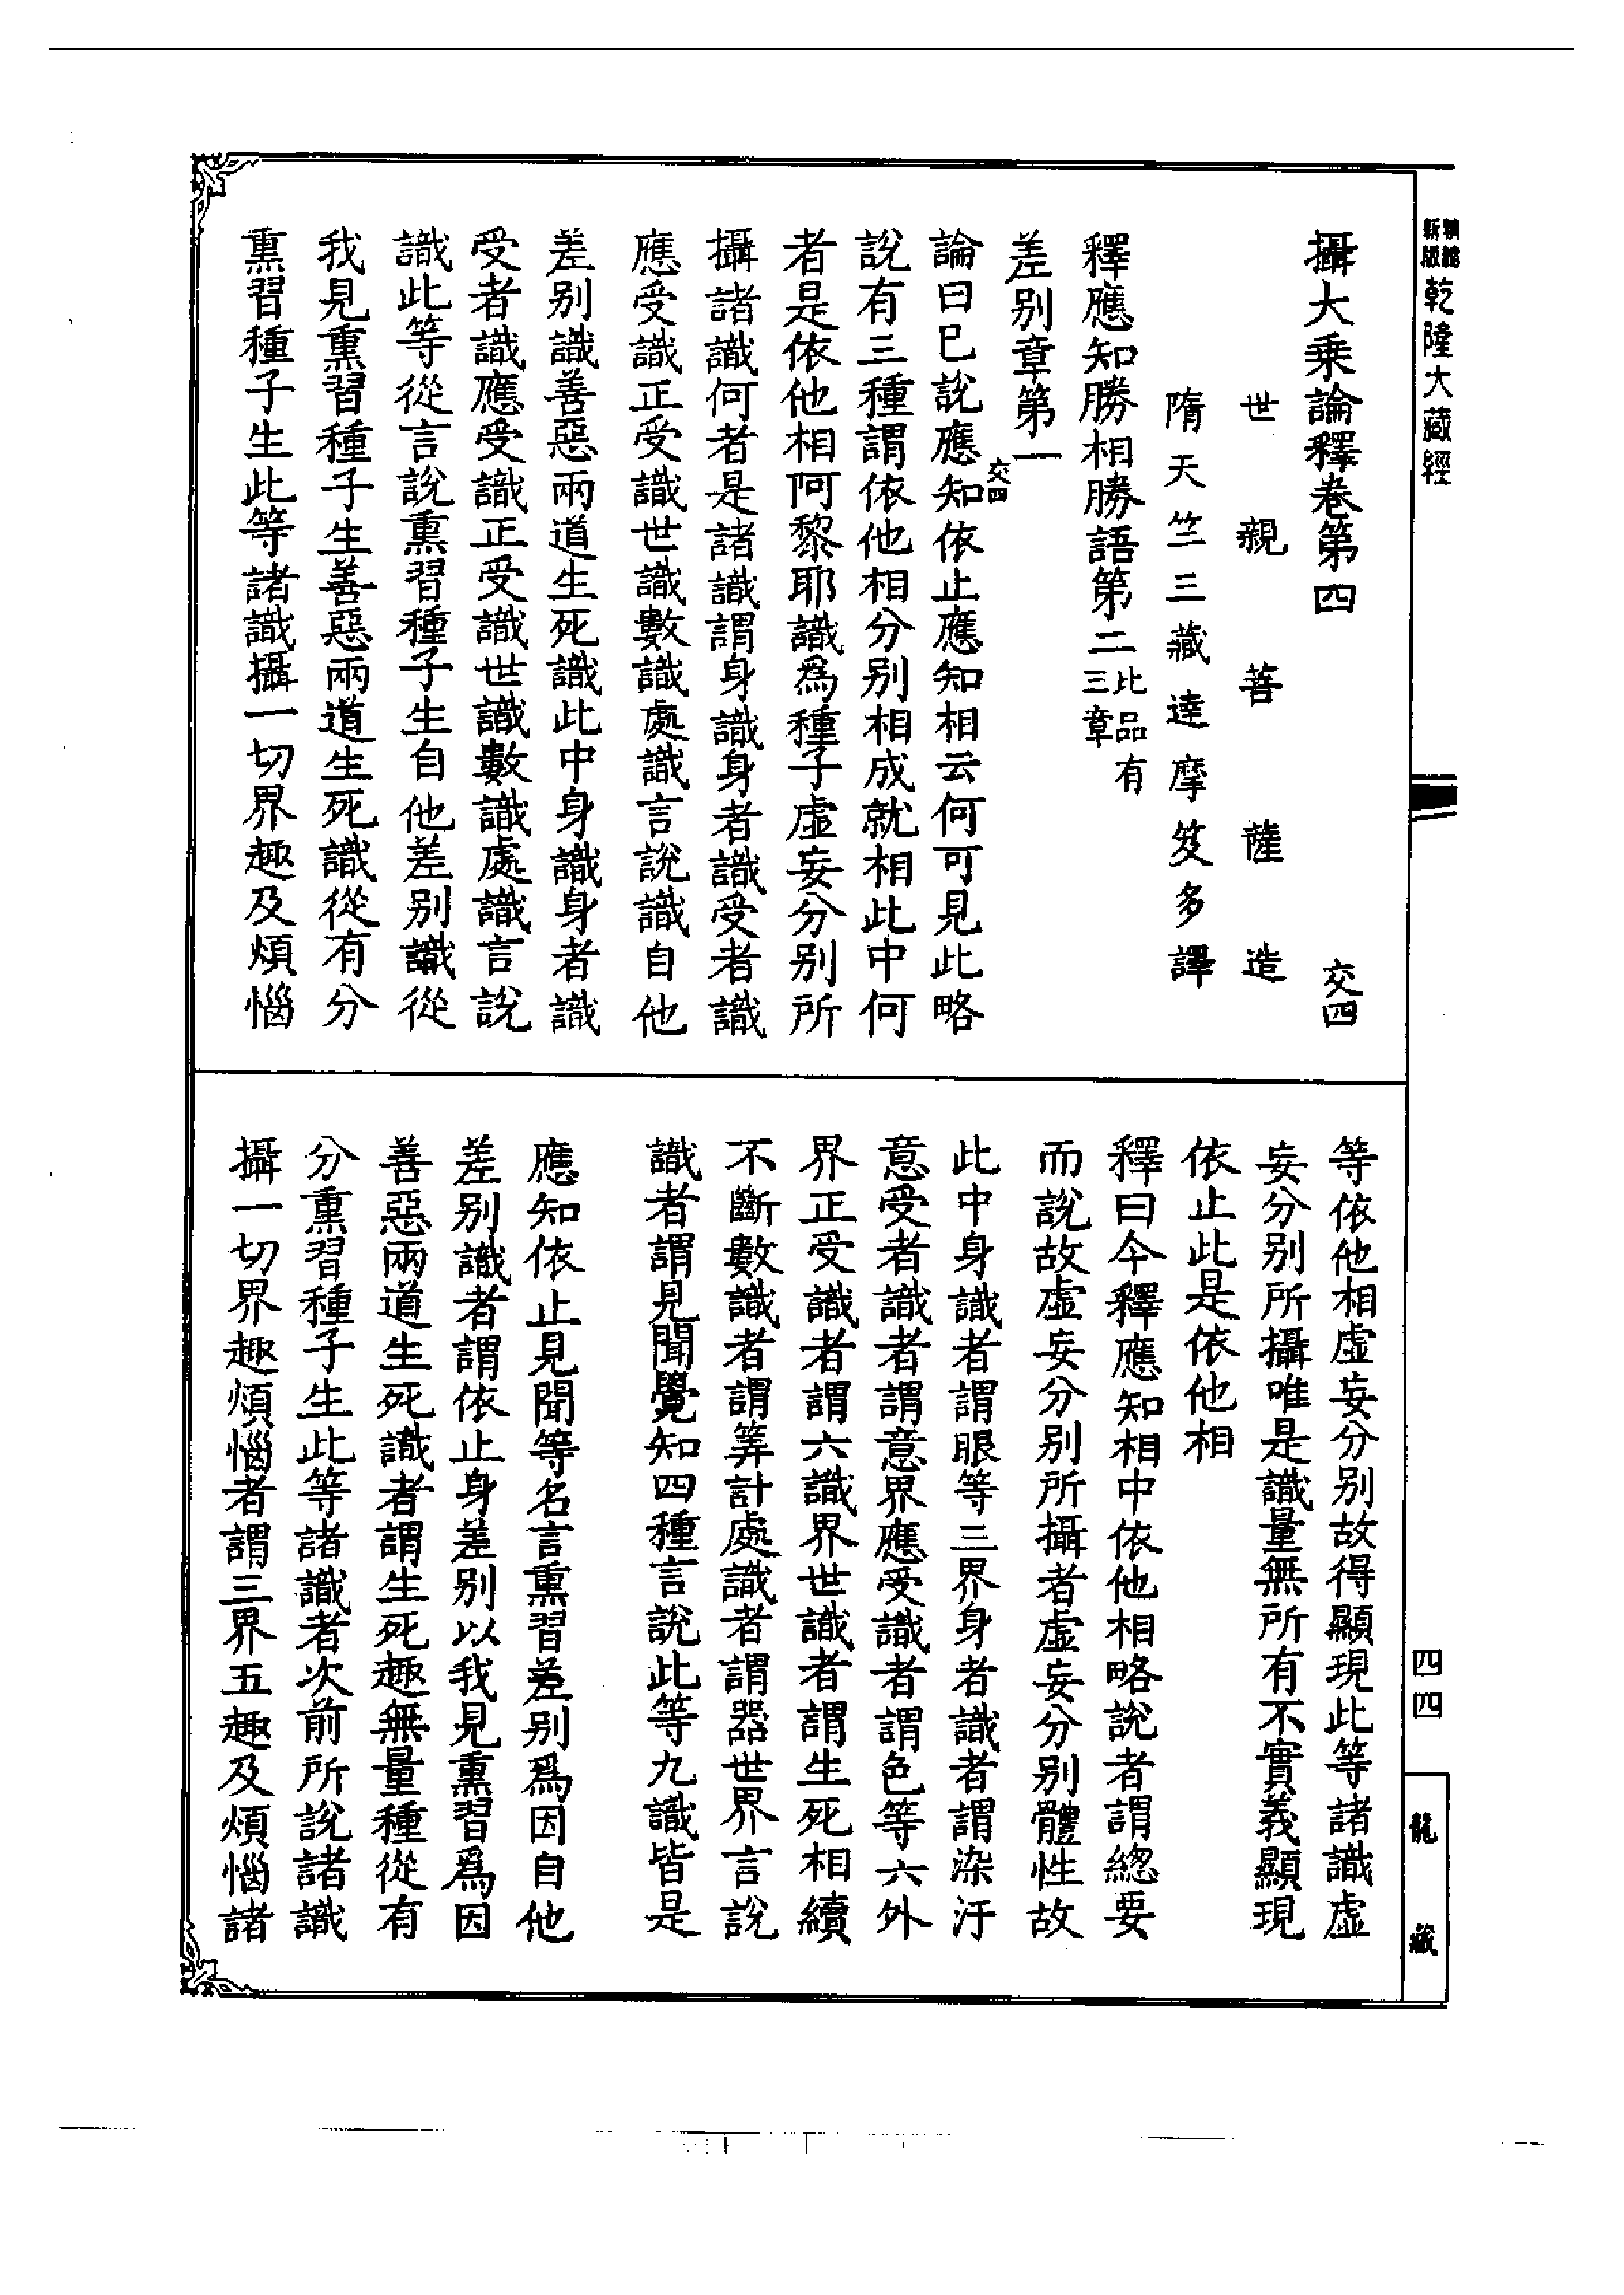 新版
精縮
乾隆大藏經
攝大乘論釋卷第四
交四
世親菩薩造
隋天竺三藏達摩笈多譯
釋應知勝相勝語第二
此品有
三章
差別章第一
交四
論曰巳說應知依止應知相云何可見此略
說有三種謂依他相分別相成就相此中何
者是依他相阿黎耶識為種子虛妄分別所
攝諸識何者是諸識謂身識身者識受者識
應受識正受識世識數識處識言說識自他
差別識善惡兩道生死識此中身識身者識
受者識應受識正受識世識數識處識言說
識此等從言說熏習種子生自他差別識從
我見熏習種子生善惡兩道生死識從有分
熏習種子生此等諸識攝一切界趣及煩惱
等依他相虛妄分別故得顯現此等諸識虛
妄分別所攝唯是識量無所有不實義顯現
依止此是依他相
釋曰今釋應知相中依他相略說者謂總要
而說故虛妄分別所攝者虛妄分別體性故
此中身識者謂眼等三界身者識者謂染汙
意受者識者謂意界應受識者謂色等六外
界正受識者謂六識界世識者謂生死相續
不斷數識者謂筭計處識者謂器世界言說
識者謂見聞覺知四種言說此等九識皆是
應知依止見聞等名言熏習差別為因自他
差別識者謂依止身差別以我見熏習為因
善惡兩道生死識者謂生死趣無量種從有
分熏習種子生此等諸識者次前所說諸識
攝一切界趣煩惱者謂三界五趣及煩惱諸
四四
龍藏